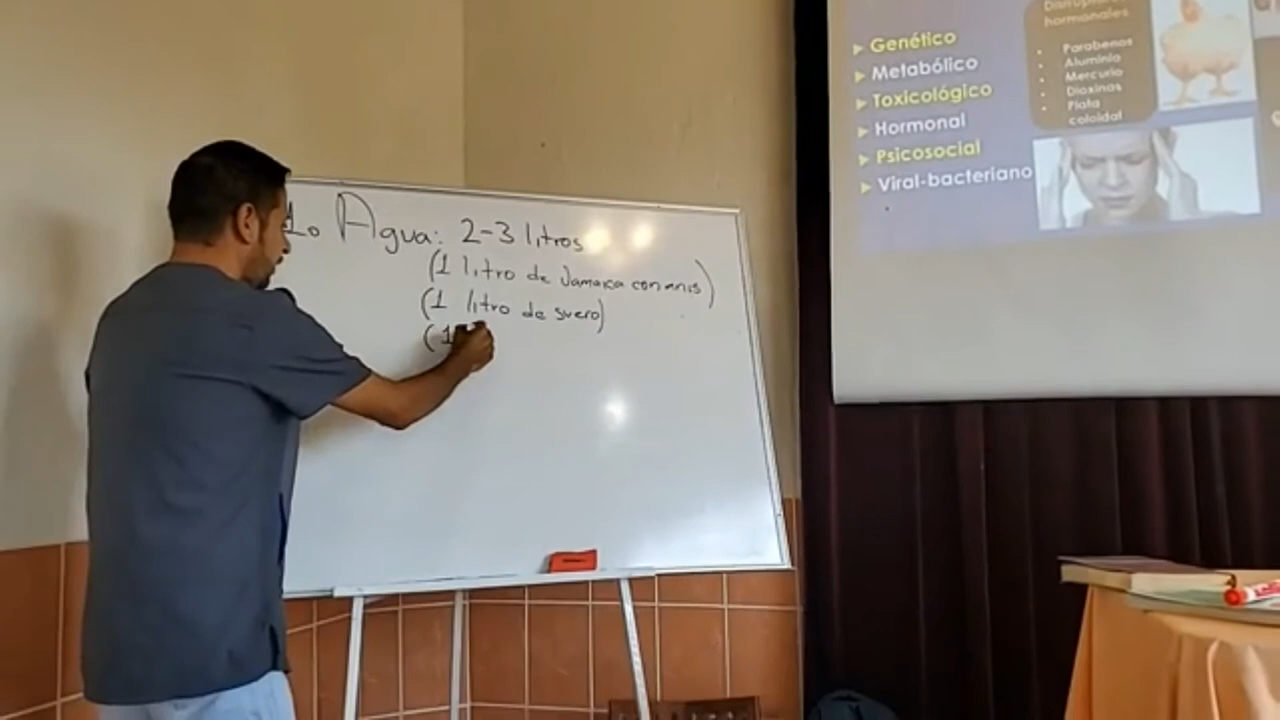 1o Agua: 2-3 litros
(1 litro de Jamaica con anis)
(1 litro de suero)
(1
Genético
Metabólico
Toxicológico
Hormonal
Psicosocial
Viral-bacteriano
hormonales
Parabenos
Aluminio
Mercurio
Dioxinas
Plata
coloidal